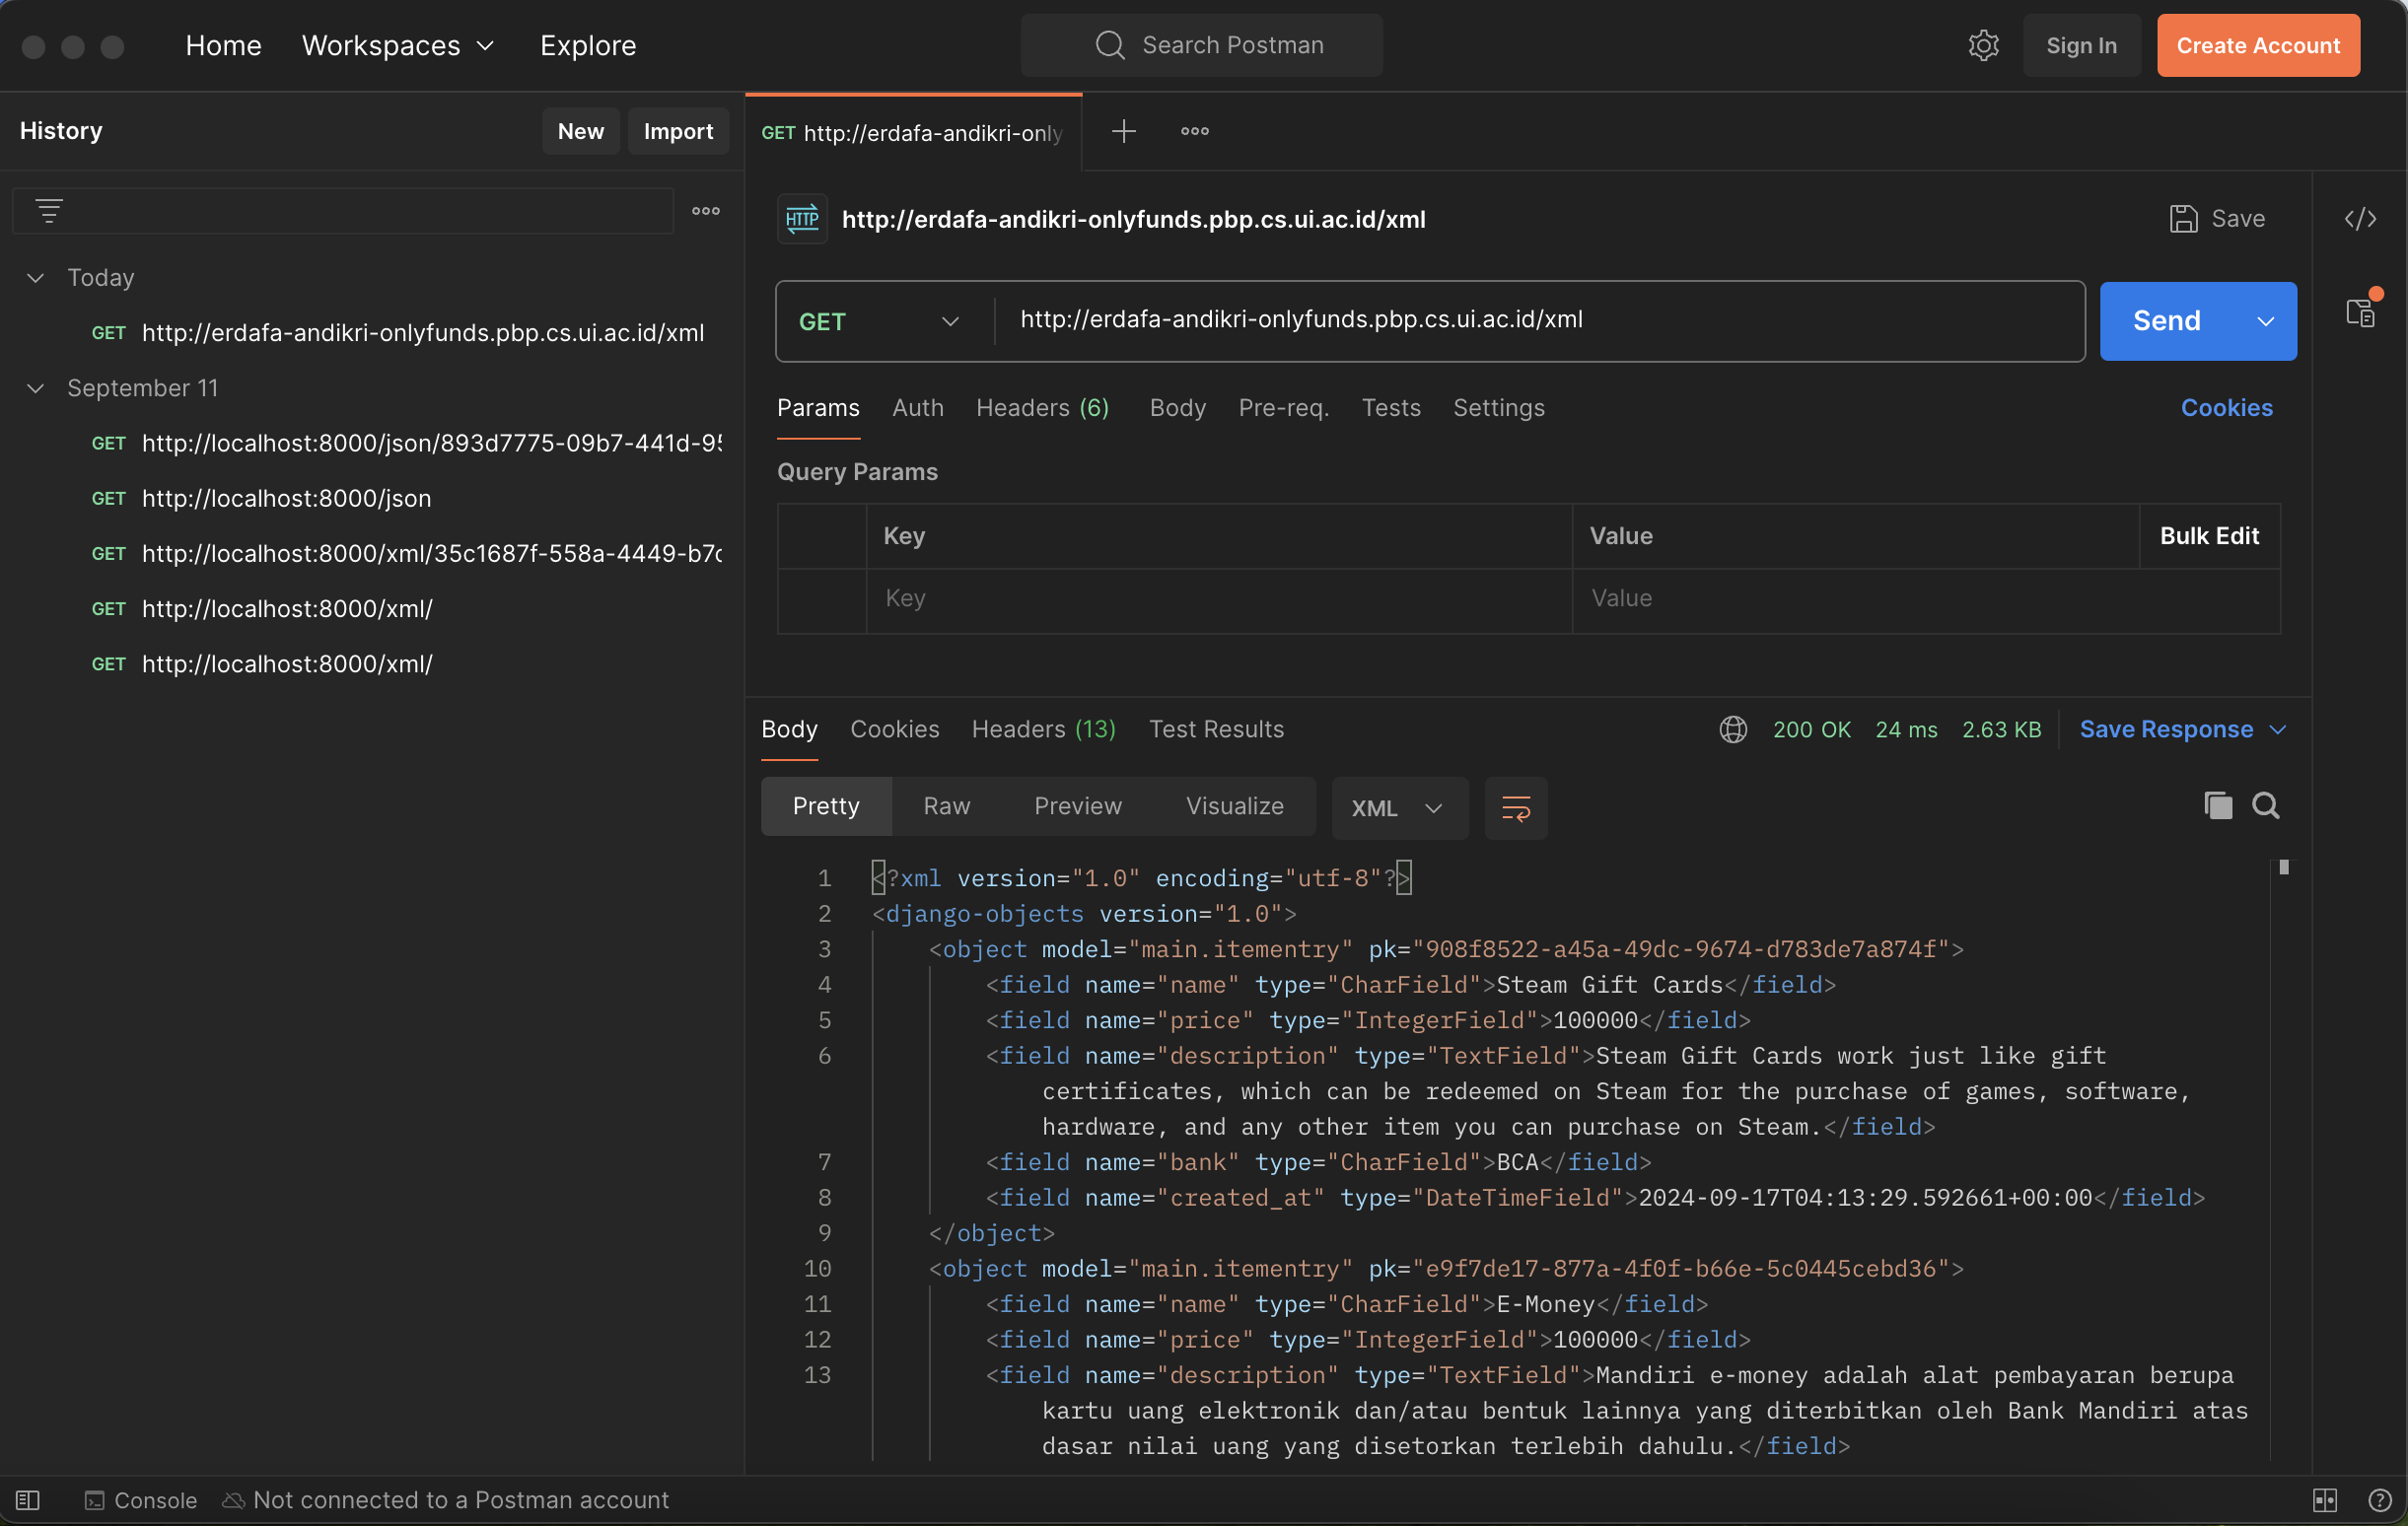 Home Workspaces Explore Search Postman Sign In Create Account
History New Import
Today
GET http://erdafa-andikri-onlyfunds.pbp.cs.ui.ac.id/xml
September 11
GET http://localhost:8000/json/893d7775-09b7-441d-95
GET http://localhost:8000/json
GET http://localhost:8000/xml/35c1687f-558a-4449-b7c
GET http://localhost:8000/xml/
GET http://localhost:8000/xml/
GET http://erdafa-andikri-only
HTTP http://erdafa-andikri-onlyfunds.pbp.cs.ui.ac.id/xml Save
GET http://erdafa-andikri-onlyfunds.pbp.cs.ui.ac.id/xml Send
Params Auth Headers (6) Body Pre-req. Tests Settings Cookies
Query Params
Key Value Bulk Edit
Key Value
Body Cookies Headers (13) Test Results 200 OK 24 ms 2.63 KB Save Response
Pretty Raw Preview Visualize XML
1 <?xml version="1.0" encoding="utf-8"?>
2 <django-objects version="1.0">
3 <object model="main.itementry" pk="908f8522-a45a-49dc-9674-d783de7a874f">
4 <field name="name" type="CharField">Steam Gift Cards</field>
5 <field name="price" type="IntegerField">100000</field>
6 <field name="description" type="TextField">Steam Gift Cards work just like gift
certificates, which can be redeemed on Steam for the purchase of games, software,
hardware, and any other item you can purchase on Steam.</field>
7 <field name="bank" type="CharField">BCA</field>
8 <field name="created_at" type="DateTimeField">2024-09-17T04:13:29.592661+00:00</field>
9 </object>
10 <object model="main.itementry" pk="e9f7de17-877a-4f0f-b66e-5c0445cebd36">
11 <field name="name" type="CharField">E-Money</field>
12 <field name="price" type="IntegerField">100000</field>
13 <field name="description" type="TextField">Mandiri e-money adalah alat pembayaran berupa
kartu uang elektronik dan/atau bentuk lainnya yang diterbitkan oleh Bank Mandiri atas
dasar nilai uang yang disetorkan terlebih dahulu.</field>
Console Not connected to a Postman account